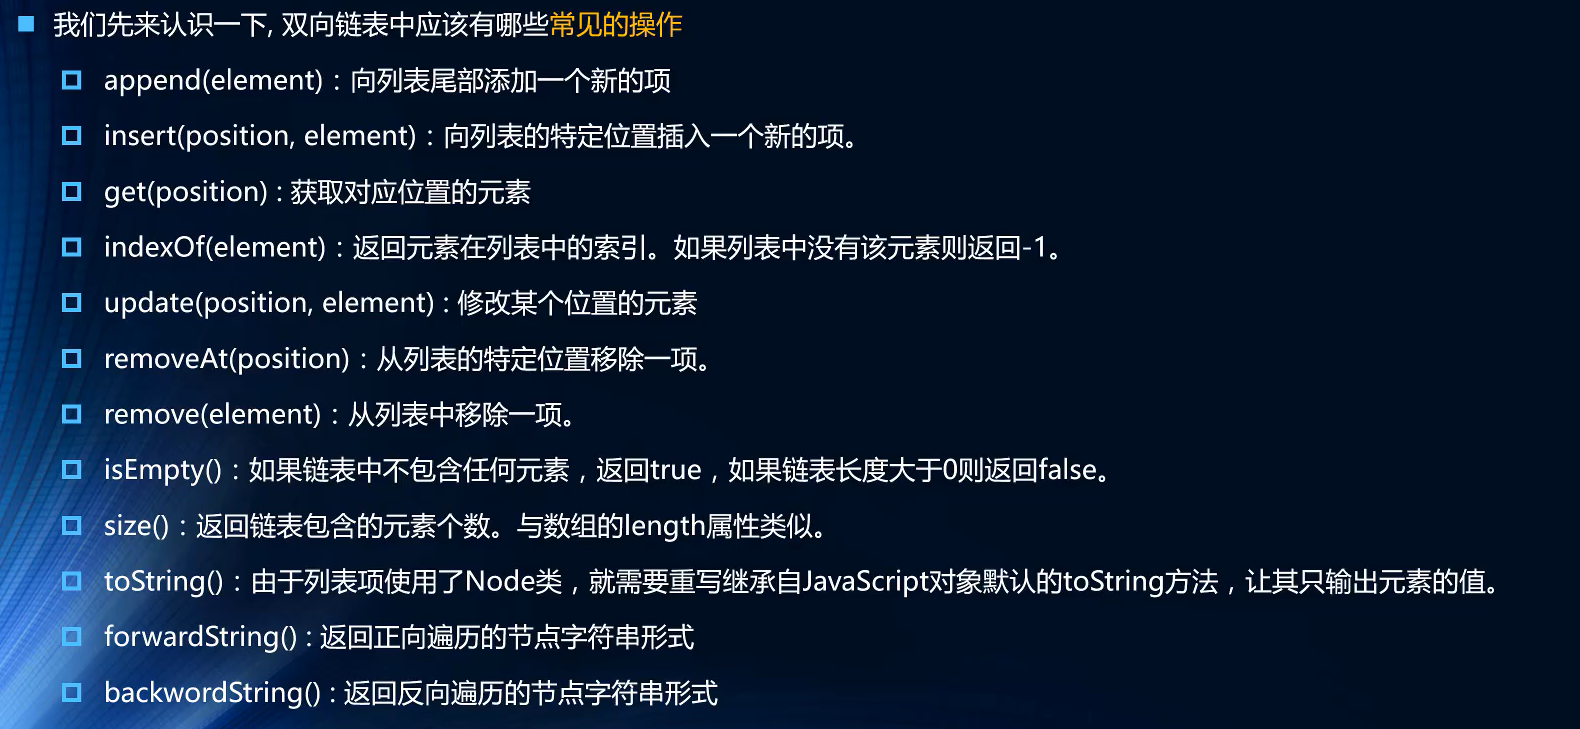 我们先来认识一下, 双向链表中应该有哪些常见的操作
append(element)：向列表尾部添加一个新的项
insert(position, element)：向列表的特定位置插入一个新的项。
get(position) : 获取对应位置的元素
indexOf(element)：返回元素在列表中的索引。如果列表中没有该元素则返回-1。
update(position, element) : 修改某个位置的元素
removeAt(position)：从列表的特定位置移除一项。
remove(element)：从列表中移除一项。
isEmpty()：如果链表中不包含任何元素，返回true，如果链表长度大于0则返回false。
size()：返回链表包含的元素个数。与数组的length属性类似。
toString()：由于列表项使用了Node类，就需要重写继承自JavaScript对象默认的toString方法，让其只输出元素的值。
forwardString() : 返回正向遍历的节点字符串形式
backwordString() : 返回反向遍历的节点字符串形式